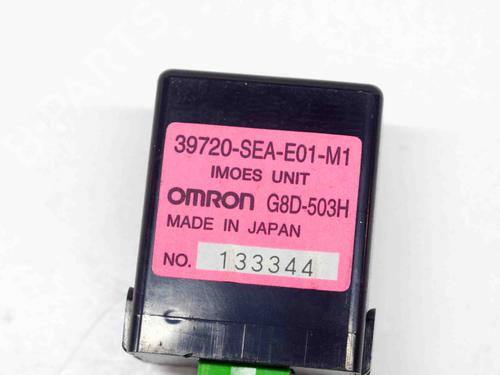 39720-SEA-E01-M1
IMOES UNIT
OMRON G8D-503H
MADE IN JAPAN
NO. 133344